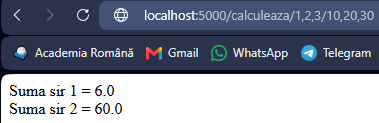 localhost:5000/calculeaza/1,2,3/10,20,30
Academia Română Gmail WhatsApp Telegram
Suma sir 1 = 6.0
Suma sir 2 = 60.0